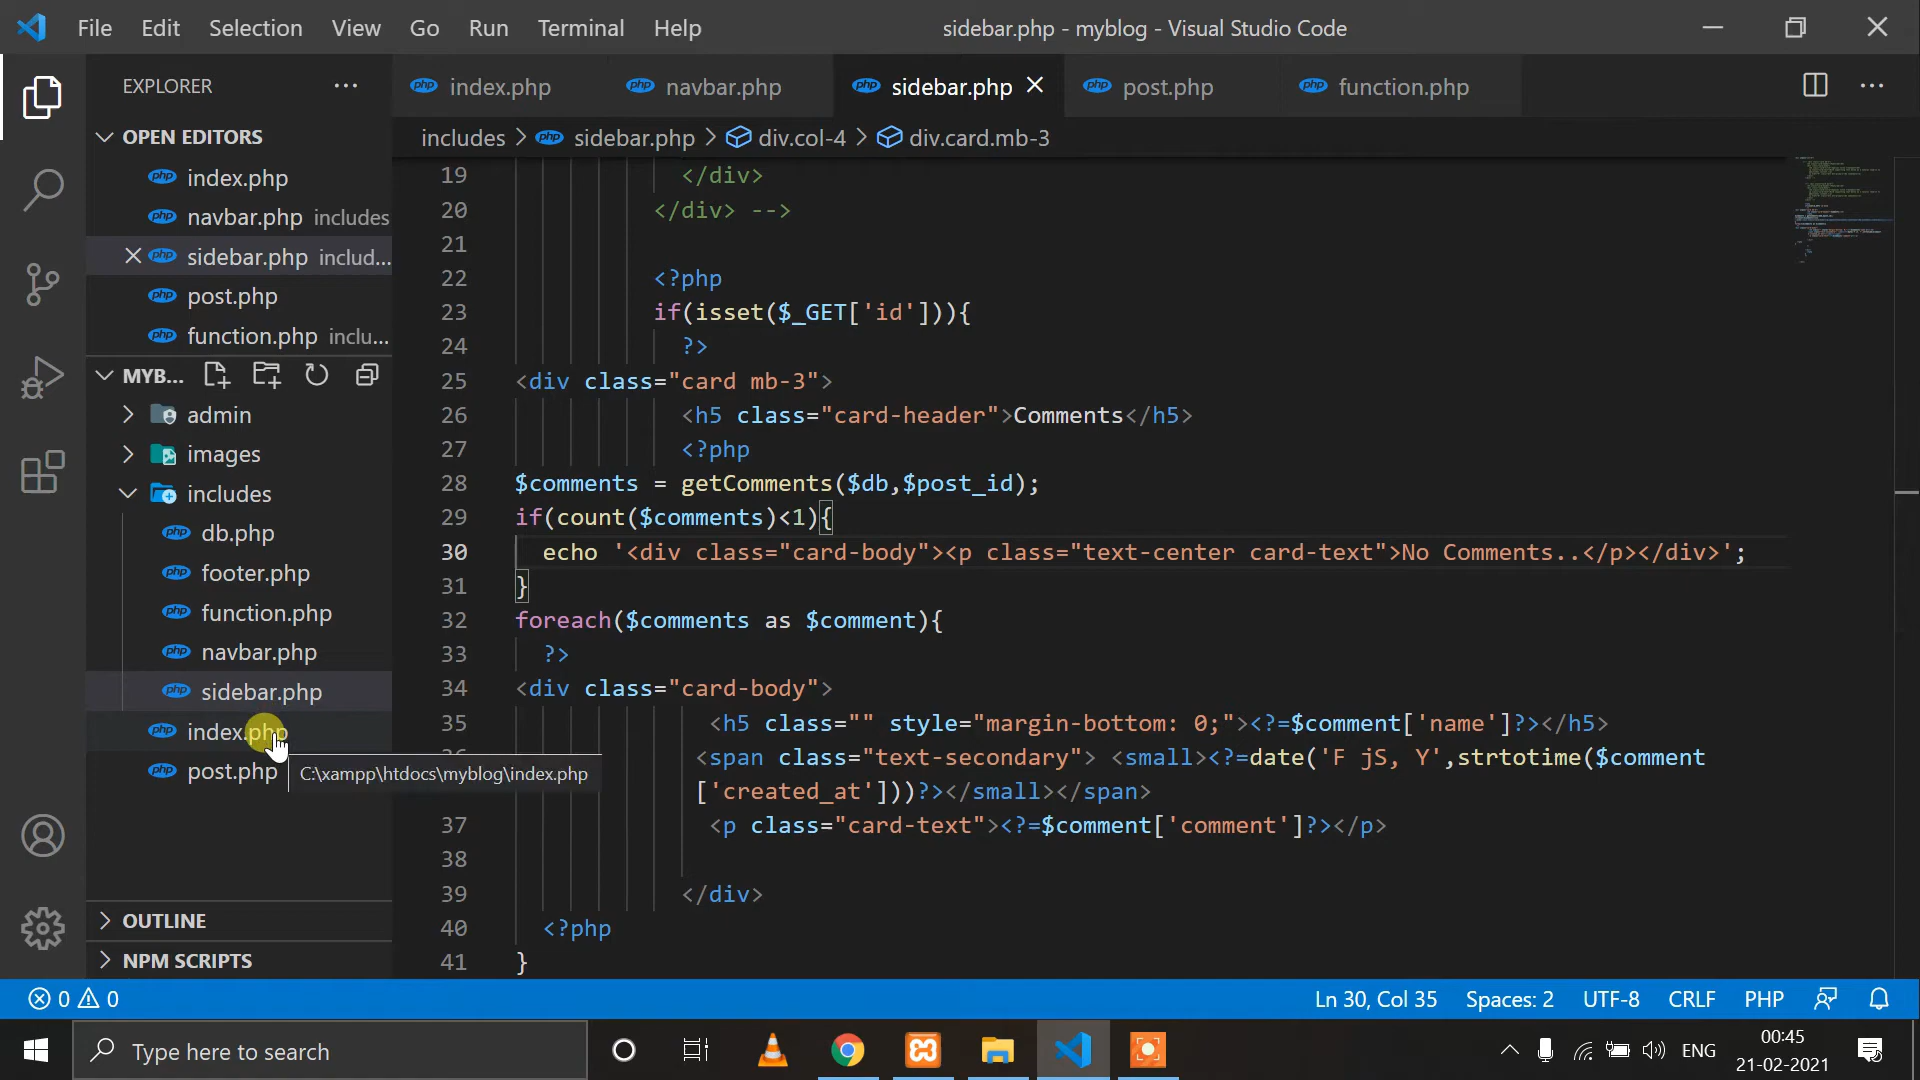 File Edit Selection View Go Run Terminal Help sidebar.php - myblog - Visual Studio Code
EXPLORER
index.php navbar.php sidebar.php post.php function.php
OPEN EDITORS
includes > sidebar.php > div.col-4 > div.card.mb-3
index.php
navbar.php includes
sidebar.php includ...
post.php
function.php inclu...
MYB...
admin
images
includes
db.php
footer.php
function.php
navbar.php
sidebar.php
index.php
post.php
C:\xampp\htdocs\myblog\index.php
OUTLINE
NPM SCRIPTS
19 </div>
20 </div> -->
21
22 <?php
23 if(isset($_GET['id'])){
24 ?>
25 <div class="card mb-3">
26 <h5 class="card-header">Comments</h5>
27 <?php
28 $comments = getComments($db,$post_id);
29 if(count($comments)<1){
30 echo '<div class="card-body"><p class="text-center card-text">No Comments..</p></div>';
31 }
32 foreach($comments as $comment){
33 ?>
34 <div class="card-body">
35 <h5 class="" style="margin-bottom: 0;"><?=$comment['name']?></h5>
<span class="text-secondary"> <small><?=date('F jS, Y',strtotime($comment
['created_at']))?></small></span>
37 <p class="card-text"><?=$comment['comment']?></p>
38
39 </div>
40 <?php
41 }
0 0 Ln 30, Col 35 Spaces: 2 UTF-8 CRLF PHP
Type here to search
ENG
00:45
21-02-2021